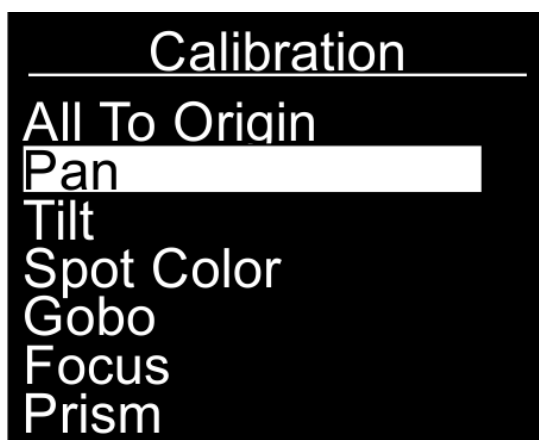 Calibration
All To Origin
Pan
Tilt
Spot Color
Gobo
Focus
Prism